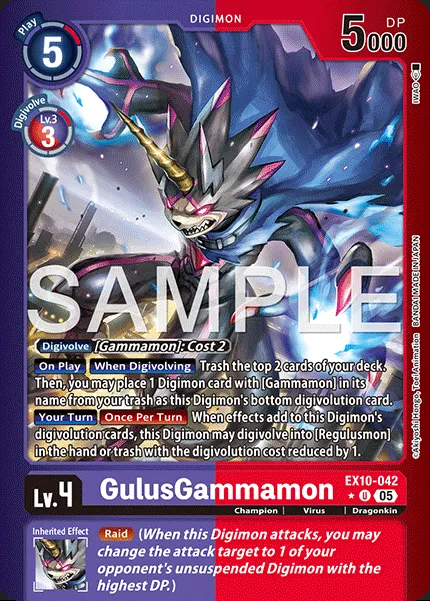 DIGIMON
Play
5
DP
5000
Digivolve
Lv.3
3
IWAO
SAMPLE
©Akiyoshi Hongo, Toei Animation BANDAI MADE IN JAPAN
Digivolve [Gammamon]: Cost 2
On Play When Digivolving Trash the top 2 cards of your deck.
Then, you may place 1 Digimon card with [Gammamon] in its
name from your trash as this Digimon's bottom digivolution card.
Your Turn Once Per Turn When effects add to this Digimon's
digivolution cards, this Digimon may digivolve into [Regulusmon]
in the hand or trash with the digivolution cost reduced by 1.
Lv.4 GulusGammamon EX10-042
U 05
Champion Virus Dragonkin
Inherited Effect Raid (When this Digimon attacks, you may
change the attack target to 1 of your
opponent's unsuspended Digimon with the
highest DP.)